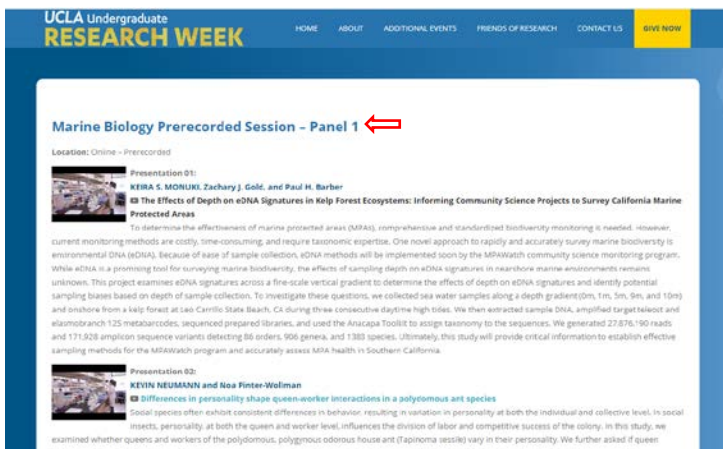 UCLA Undergraduate
RESEARCH WEEK
HOME ABOUT ADDITIONAL EVENTS FRIENDS OF RESEARCH CONTACT US GIVE NOW
Marine Biology Prerecorded Session – Panel 1
Location: Online – Prerecorded
Presentation 01:
KEIRA S. MONUKI, Zachary J. Gold, and Paul H. Barber
The Effects of Depth on eDNA Signatures in Kelp Forest Ecosystems: Informing Community Science Projects to Survey California Marine
Protected Areas
To determine the effectiveness of marine protected areas (MPAs), comprehensive and standardized biodiversity monitoring is needed. However,
current monitoring methods are costly, time-consuming, and require taxonomic expertise. One novel approach to rapidly and accurately survey marine biodiversity is
environmental DNA (eDNA). Because of ease of sample collection, eDNA methods will be implemented soon by the MPAWatch community science monitoring program.
While eDNA is a promising tool for surveying marine biodiversity, the effects of sampling depth on eDNA signatures in nearshore marine environments remains
unknown. This project examines eDNA signatures across a fine-scale vertical gradient to determine the effects of depth on eDNA signatures and identify potential
sampling biases based on depth of sample collection. To investigate these questions, we collected sea water samples along a depth gradient (0m, 1m, 5m, 9m, and 10m)
and onshore from a kelp forest at Leo Carrillo State Beach, CA during three consecutive daytime high tides. We then extracted sample DNA, amplified target teleost and
elasmobranch 12S metabarcodes, sequenced prepared libraries, and used the Anacapa Toolkit to assign taxonomy to the sequences. We generated 27,876,190 reads
and 171,928 amplicon sequence variants detecting 86 orders, 906 genera, and 1383 species. Ultimately, this study will provide critical information to establish effective
sampling methods for the MPAWatch program and accurately assess MPA health in Southern California.
Presentation 02:
KEVIN NEUMANN and Noa Pinter-Wollman
Differences in personality shape queen-worker interactions in a polydomous ant species
Social species often exhibit consistent differences in behavior, resulting in variation in personality at both the individual and collective level. In social
insects, personality, at both the queen and worker level, influences the division of labor and competitive success of the colony. In this study, we
examined whether queens and workers of the polydomous, polygynous odorous house ant (Tapinoma sessile) vary in their personality. We further asked if queen